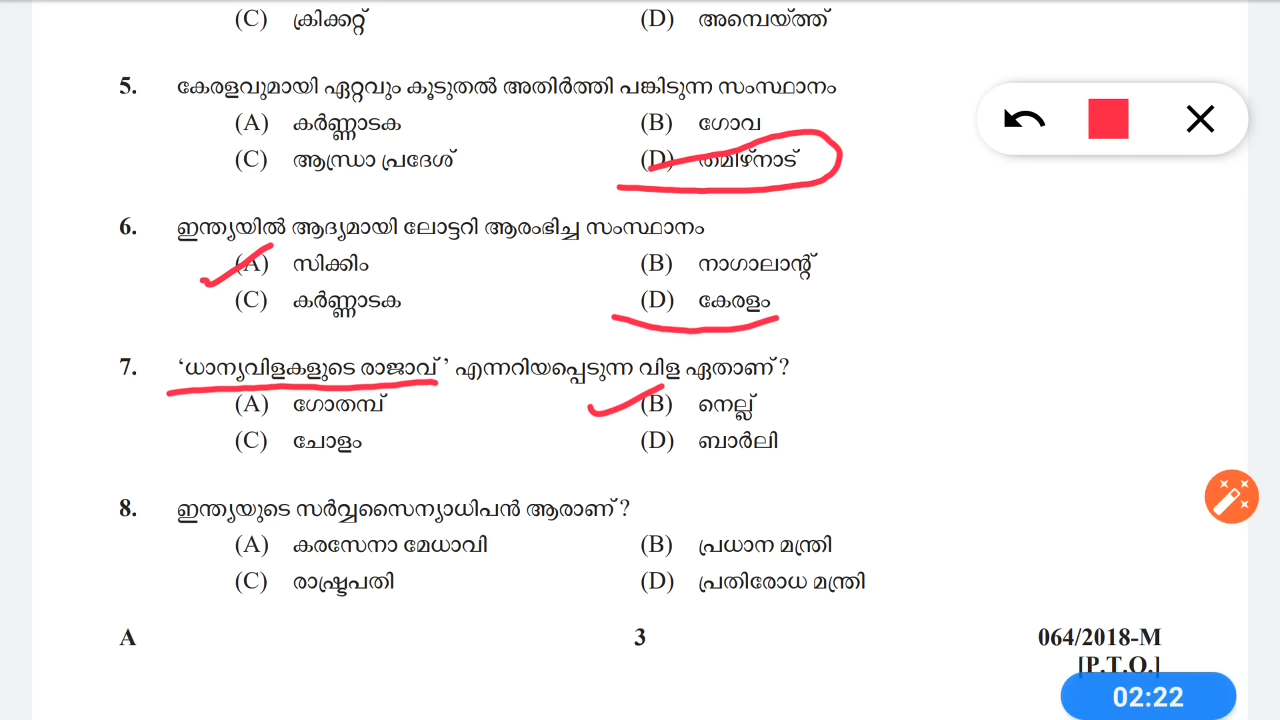 (C) ക്രിക്കറ്റ് (D) അമ്പെയ്ത്ത്
5. കേരളവുമായി ഏറ്റവും കൂടുതൽ അതിർത്തി പങ്കിടുന്ന സംസ്ഥാനം
(A) കർണ്ണാടക (B) ഗോവ
(C) ആന്ധ്രാ പ്രദേശ് (D) തമിഴ്നാട്
6. ഇന്ത്യയിൽ ആദ്യമായി ലോട്ടറി ആരംഭിച്ച സംസ്ഥാനം
(A) സിക്കിം (B) നാഗാലാന്റ്
(C) കർണ്ണാടക (D) കേരളം
7. ‘ധാന്യവിളകളുടെ രാജാവ്’ എന്നറിയപ്പെടുന്ന വിള ഏതാണ്?
(A) ഗോതമ്പ് (B) നെല്ല്
(C) ചോളം (D) ബാർലി
8. ഇന്ത്യയുടെ സർവ്വസൈന്യാധിപൻ ആരാണ്?
(A) കരസേനാ മേധാവി (B) പ്രധാന മന്ത്രി
(C) രാഷ്ട്രപതി (D) പ്രതിരോധ മന്ത്രി
A 3 064/2018-M
[P.T.O.]
02:22